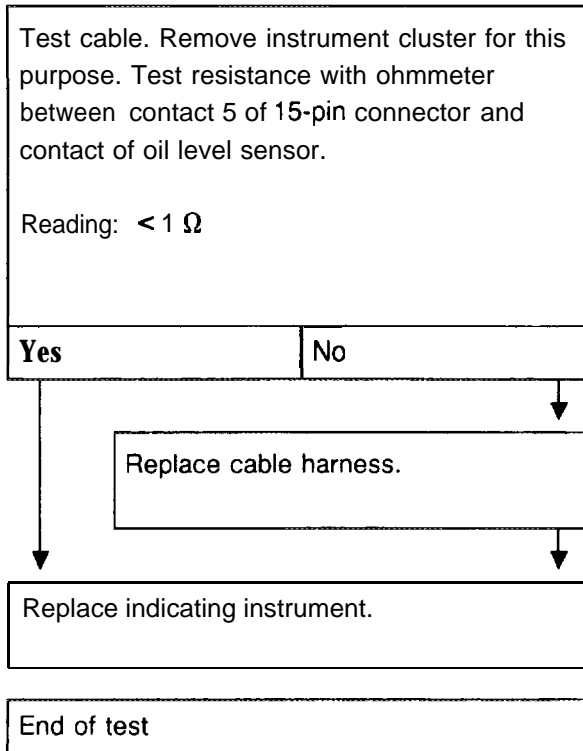 Test cable. Remove instrument cluster for this
purpose. Test resistance with ohmmeter
between contact 5 of 15-pin connector and
contact of oil level sensor.
Reading: < 1 Ω
Yes
No
Replace cable harness.
Replace indicating instrument.
End of test